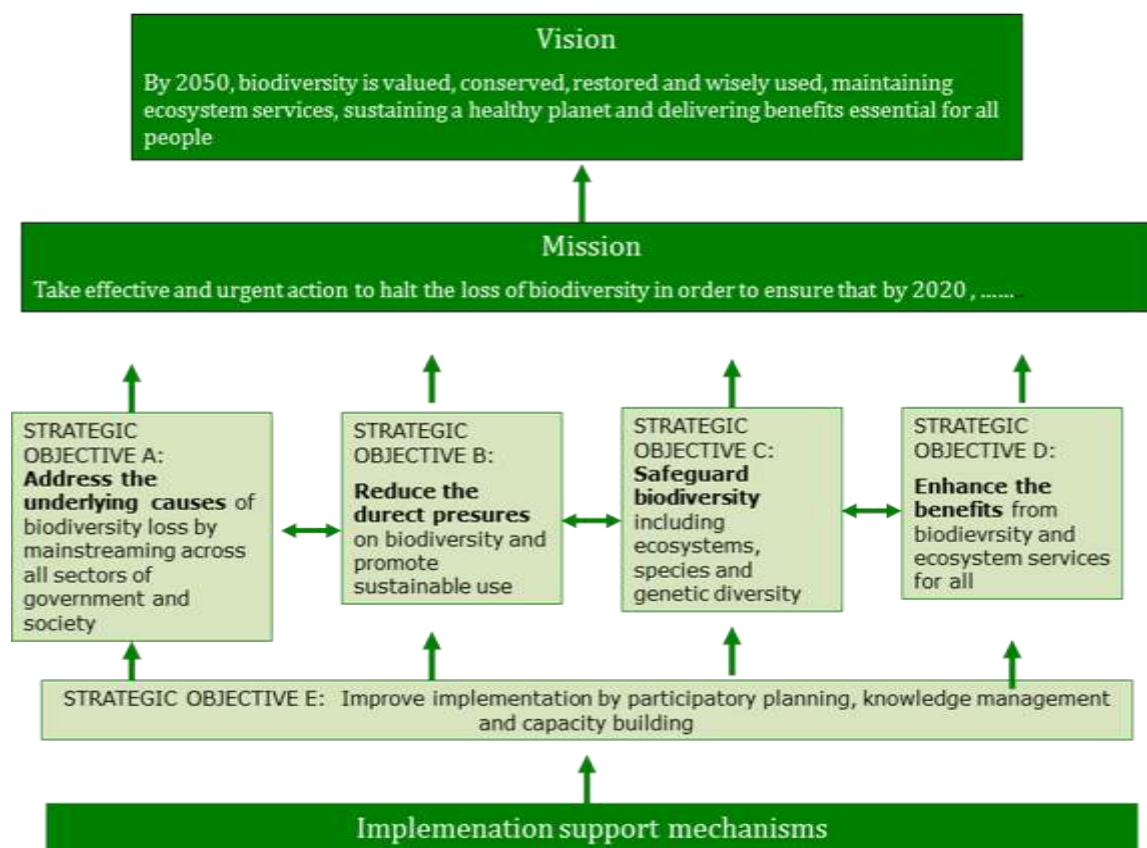 Vision
By 2050, biodiversity is valued, conserved, restored and wisely used, maintaining
ecosystem services, sustaining a healthy planet and delivering benefits essential for all
people
Mission
Take effective and urgent action to halt the loss of biodiversity in order to ensure that by 2020 , .......
STRATEGIC
OBJECTIVE A:
Address the
underlying causes of
biodiversity loss by
mainstreaming across
all sectors of
government and
society
STRATEGIC
OBJECTIVE B:
Reduce the
durect presures
on biodiversity and
promote
sustainable use
STRATEGIC
OBJECTIVE C:
Safeguard
biodiversity
including
ecosystems,
species and
genetic diversity
STRATEGIC
OBJECTIVE D:
Enhance the
benefits from
biodievrsity and
ecosystem services
for all
STRATEGIC OBJECTIVE E: Improve implementation by participatory planning, knowledge management
and capacity building
Implemenation support mechanisms